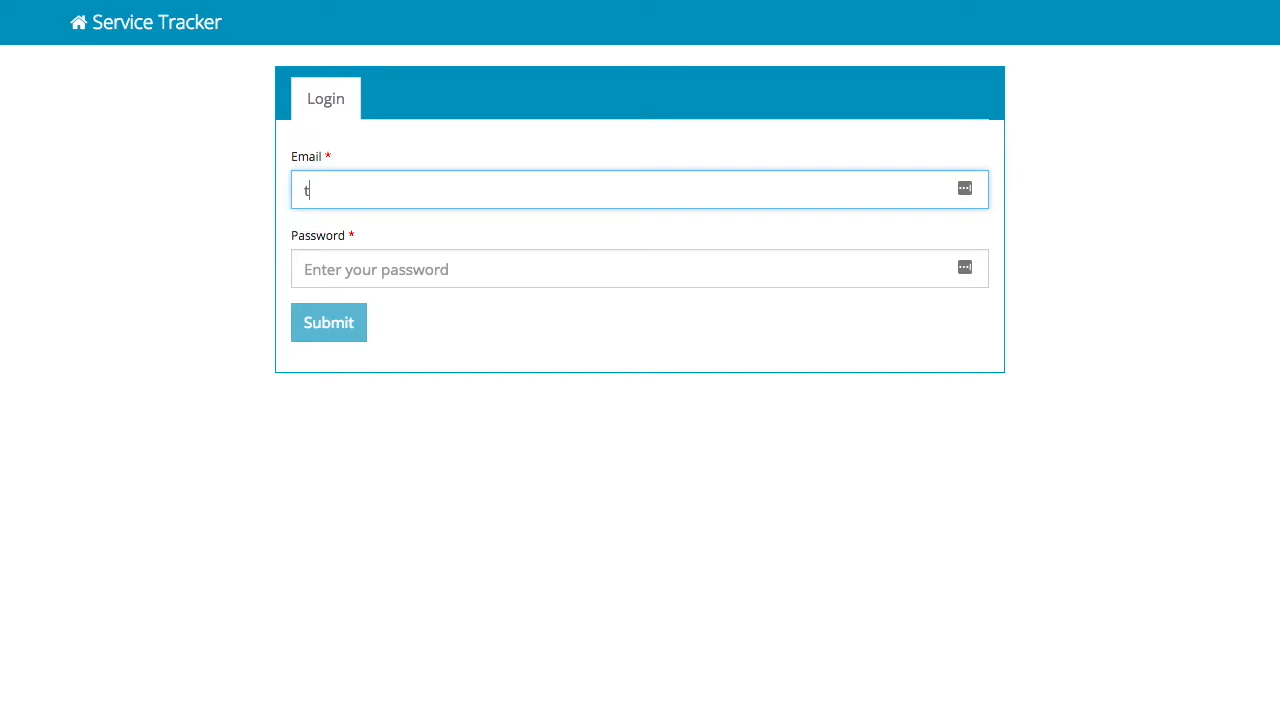 Service Tracker
Login
Email *
t
Password *
Enter your password
Submit